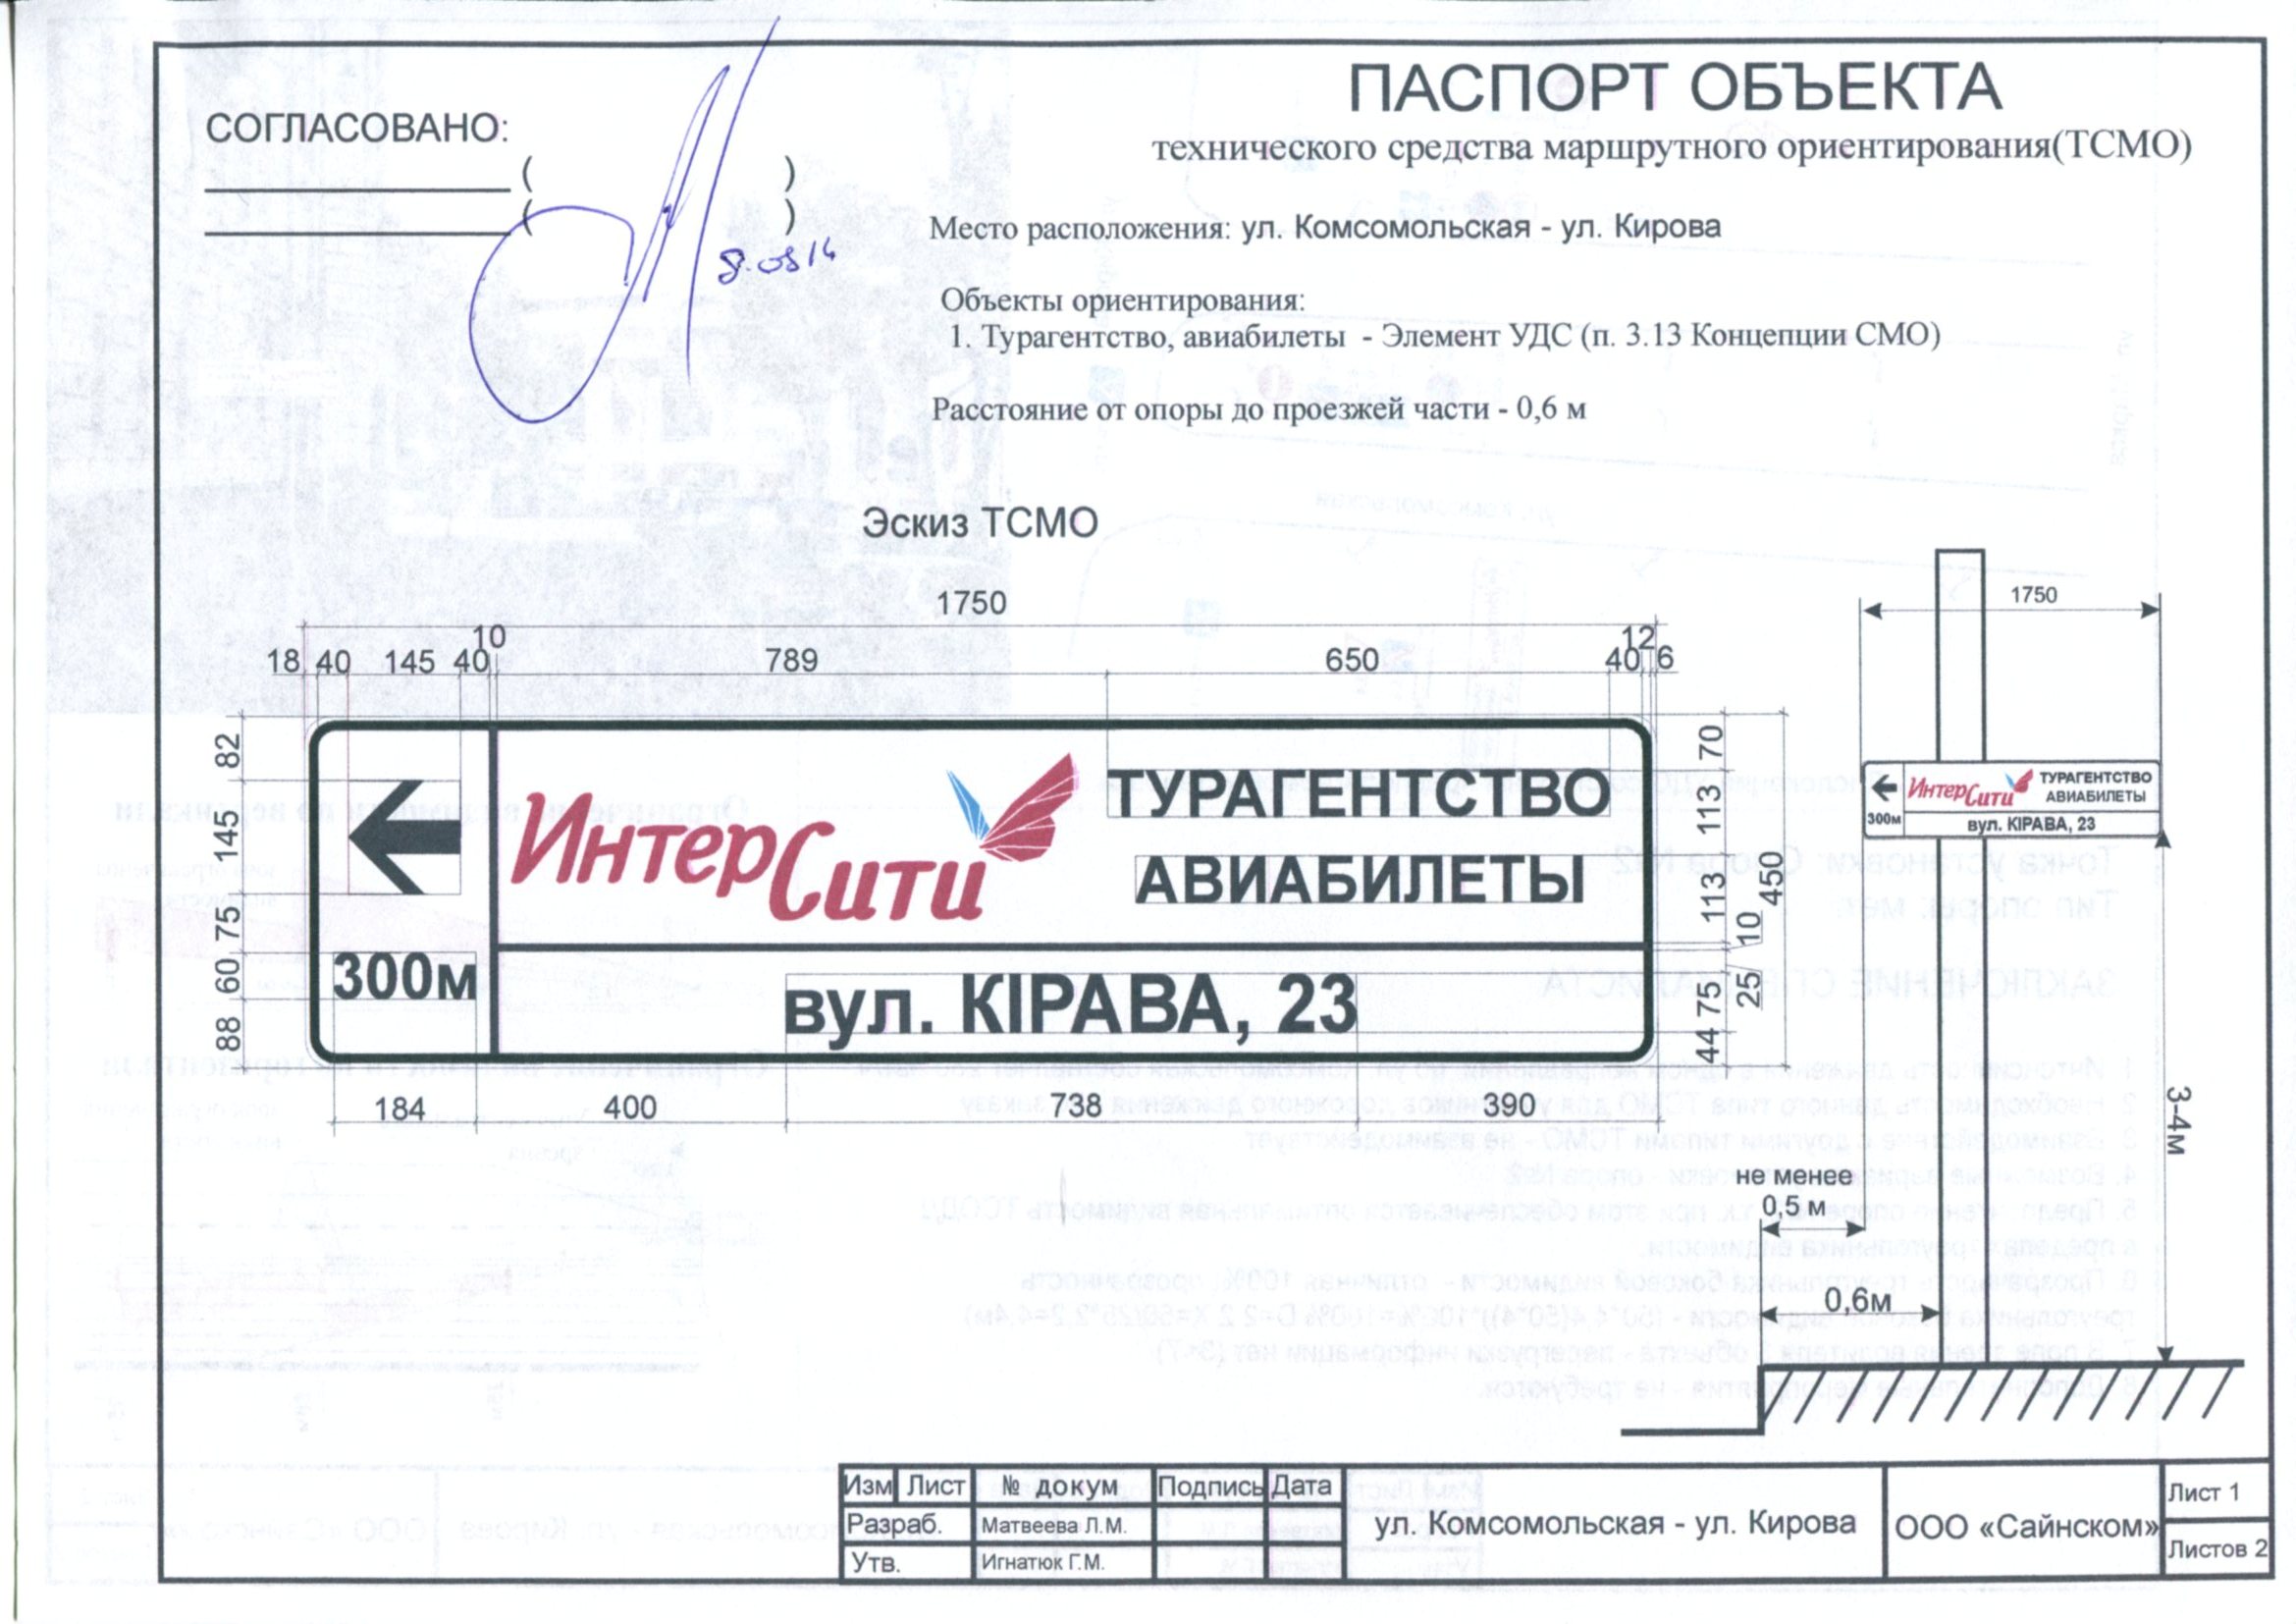 СОГЛАСОВАНО:
( )
( )
ПАСПОРТ ОБЪЕКТА
технического средства маршрутного ориентирования(ТСМО)
Место расположения: ул. Комсомольская - ул. Кирова
Объекты ориентирования:
1. Турагентство, авиабилеты - Элемент УДС (п. 3.13 Концепции СМО)
Расстояние от опоры до проезжей части - 0,6 м
Эскиз ТСМО
1750
10
12
18 40 145 40 789 650 40 6
82
145
75
60
88
ИнтерСити
ТУРАГЕНТСТВО
АВИАБИЛЕТЫ
300м
вул. КІРАВА, 23
70
113
113
10
450
25
75
44
184 400 738 390
1750
ИнтерСити
ТУРАГЕНТСТВО
АВИАБИЛЕТЫ
300м
вул. КІРАВА, 23
3-4м
не менее
0,5 м
0,6м
Изм Лист № докум Подпись Дата
Разраб. Матвеева Л.М.
Утв. Игнатюк Г.М.
ул. Комсомольская - ул. Кирова
ООО «Сайнском»
Лист 1
Листов 2